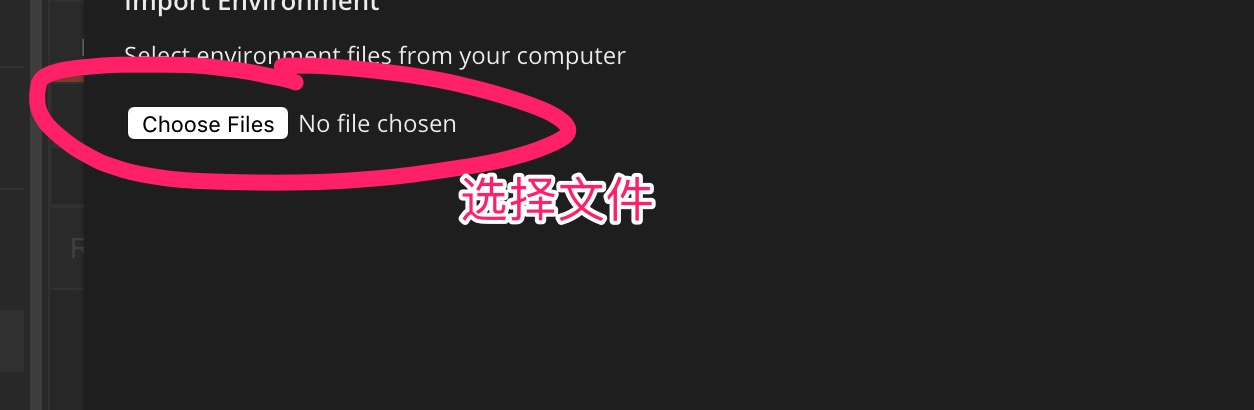 Import Environment
Select environment files from your computer
Choose Files No file chosen
选择文件